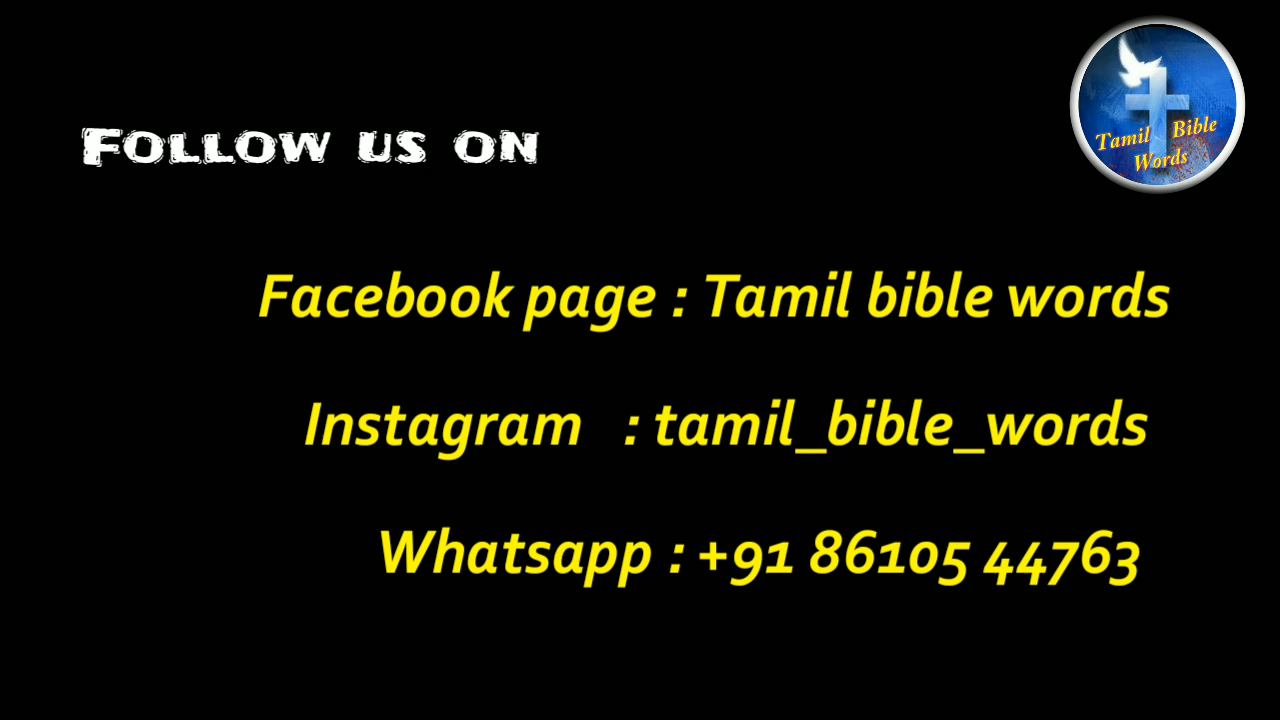 Tamil Bible
Words
Follow us on
Facebook page : Tamil bible words
Instagram : tamil_bible_words
Whatsapp : +91 86105 44763